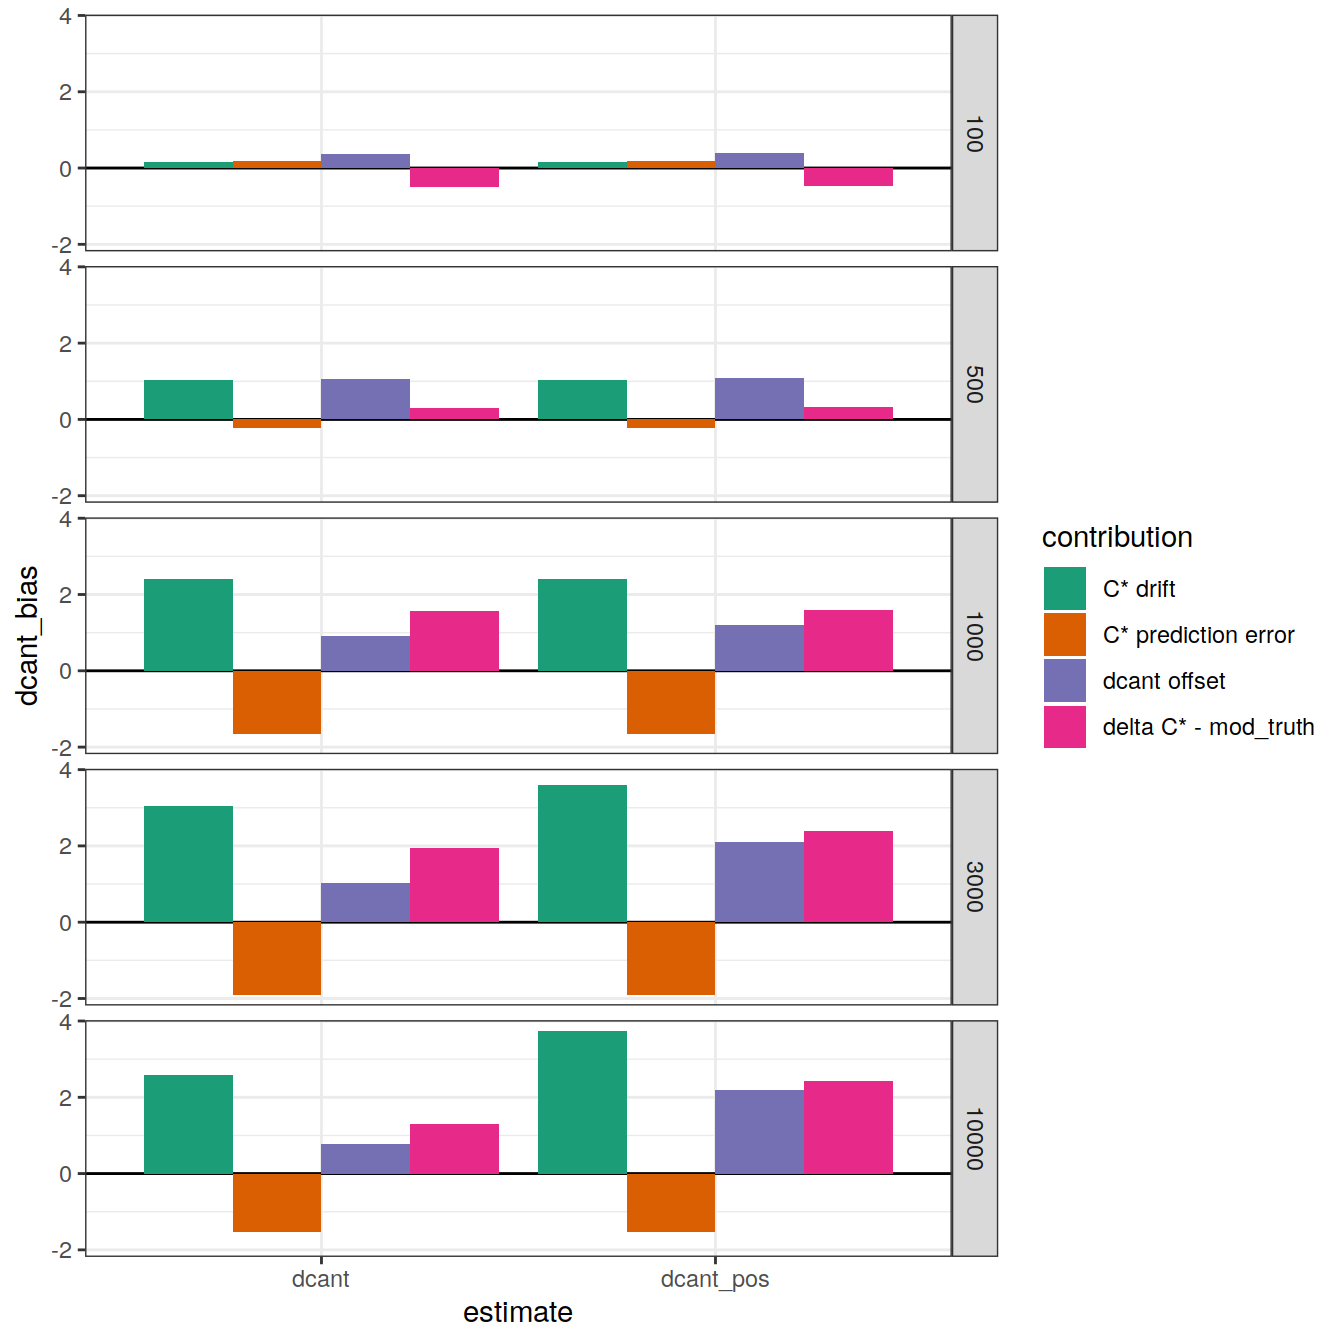 4
2
0
-2
100
4
2
0
-2
500
4
2
0
-2
1000
4
2
0
-2
3000
4
2
0
-2
10000
dcant_bias
dcant
dcant_pos
estimate
contribution
C* drift
C* prediction error
dcant offset
delta C* - mod_truth